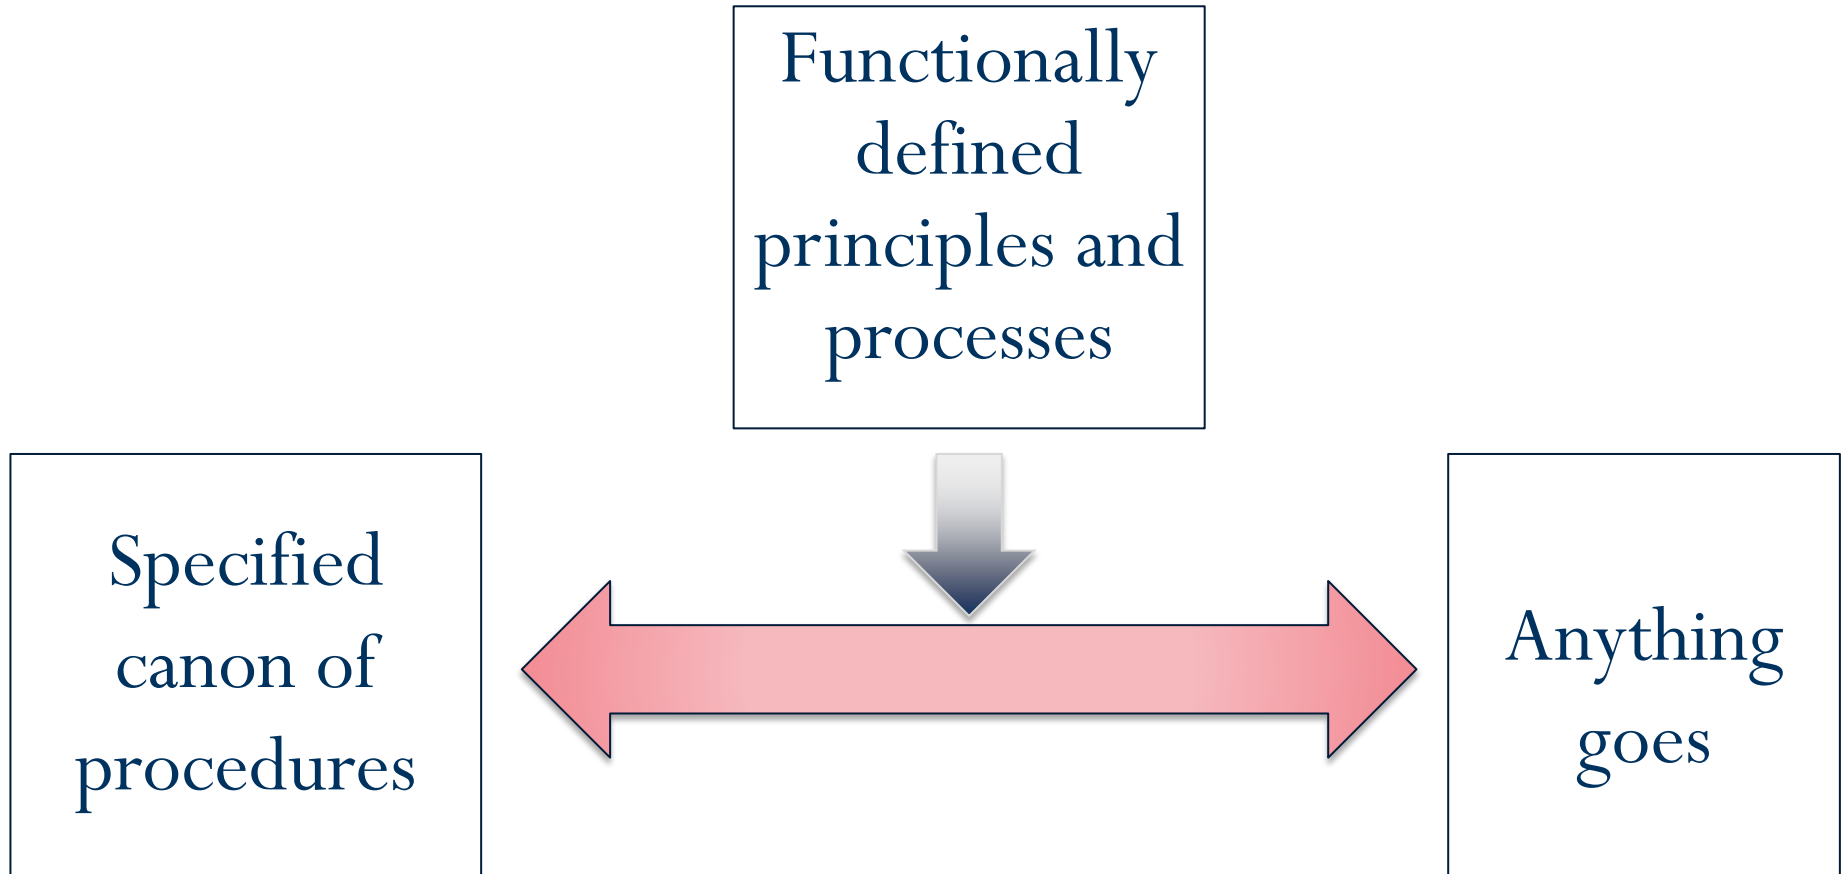 Functionally
defined
principles and
processes
Specified
canon of
procedures
Anything
goes